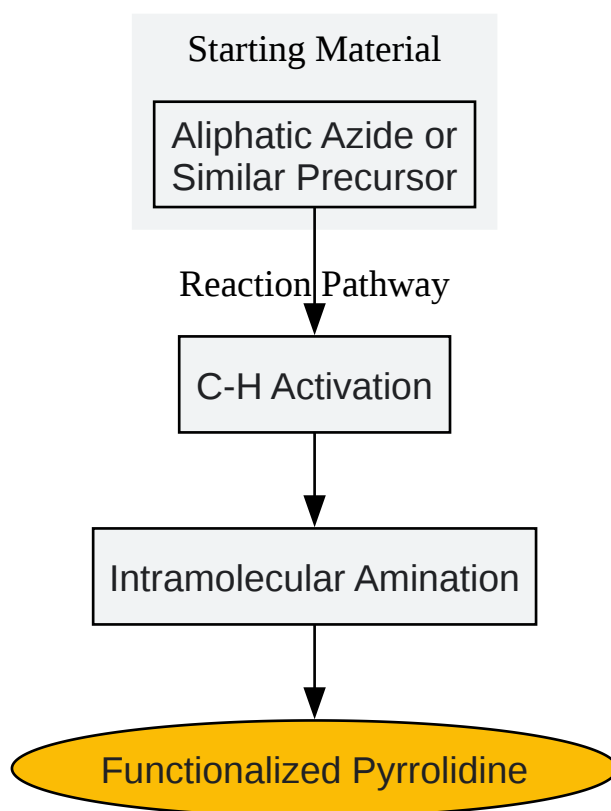 Starting Material
Aliphatic Azide or
Similar Precursor
Reaction Pathway
C-H Activation
Intramolecular Amination
Functionalized Pyrrolidine